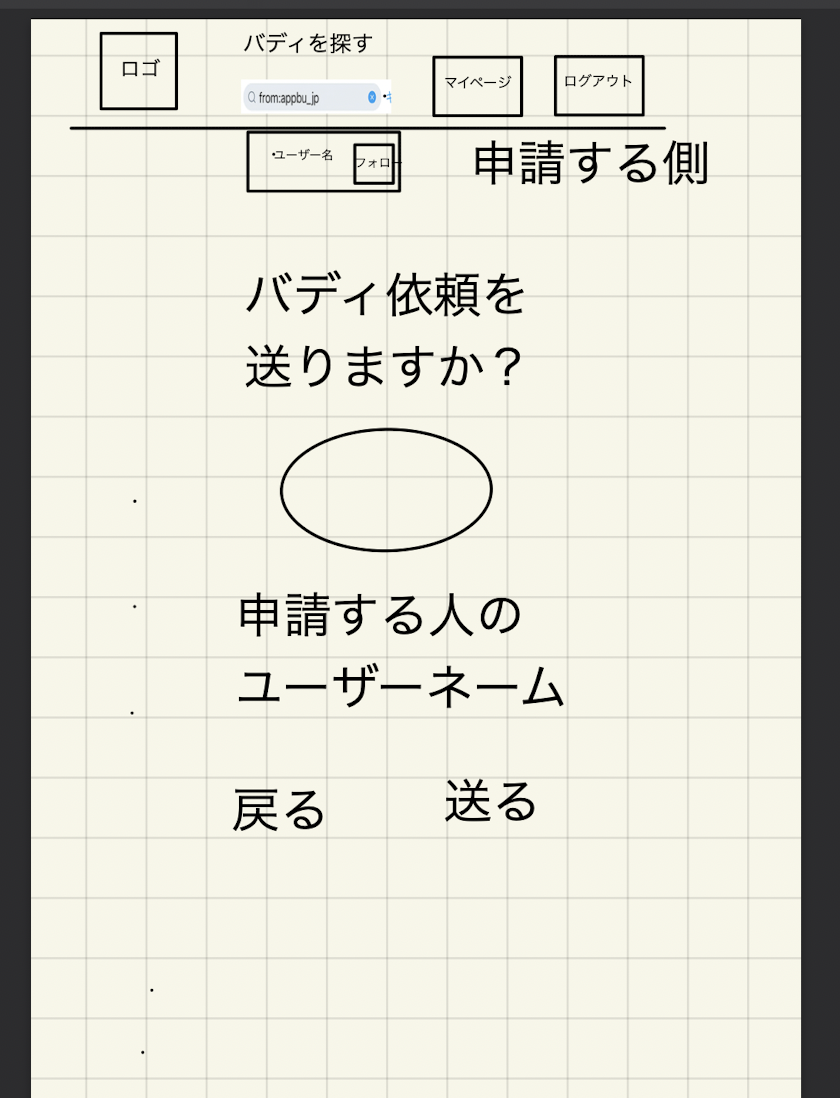 バディを探す
ロゴ
from:appbu_jp
マイページ
ログアウト
ユーザー名
フォロー
申請する側
バディ依頼を
送りますか？
申請する人の
ユーザーネーム
戻る
送る